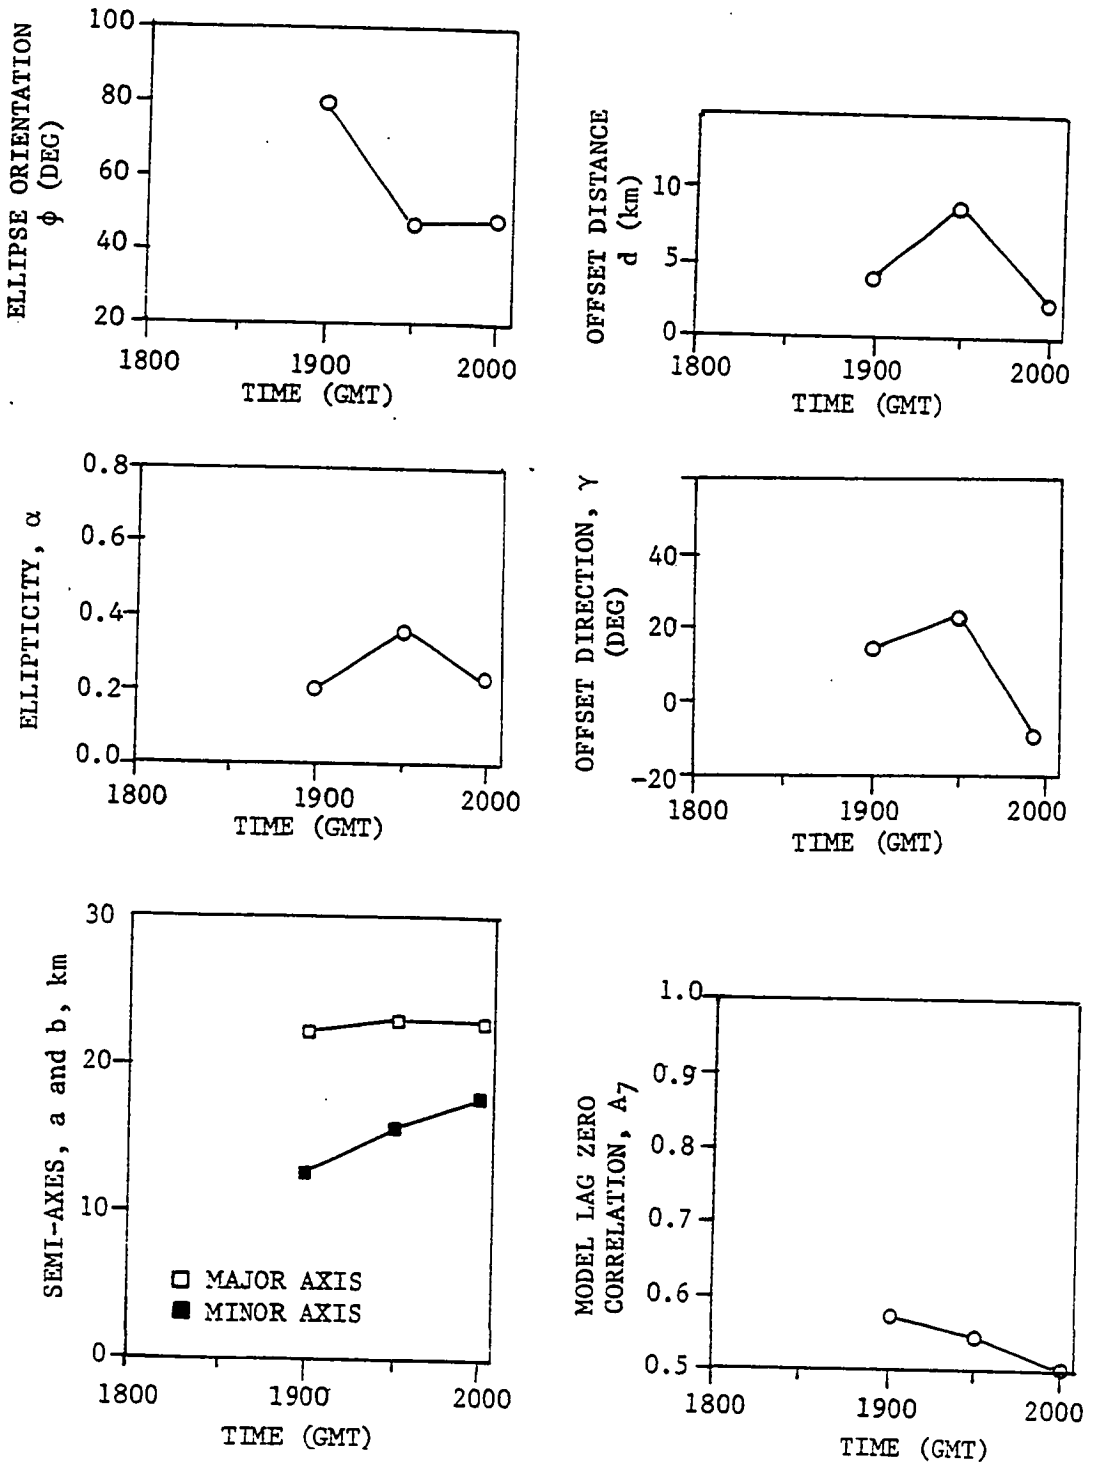 ELLIPSE ORIENTATION
φ (DEG)
100
80
60
40
20
1800 1900 2000
TIME (GMT)
OFFSET DISTANCE
d (km)
10
5
0
1800 1900 2000
TIME (GMT)
ELLIPTICITY, α
0.8
0.6
0.4
0.2
0.0
1800 1900 2000
TIME (GMT)
OFFSET DIRECTION, γ
(DEG)
40
20
0
-20
1800 1900 2000
TIME (GMT)
SEMI-AXES, a and b, km
30
20
10
0
MAJOR AXIS
MINOR AXIS
1800 1900 2000
TIME (GMT)
MODEL LAG ZERO
CORRELATION, A7
1.0
0.9
0.8
0.7
0.6
0.5
1800 1900 2000
TIME (GMT)